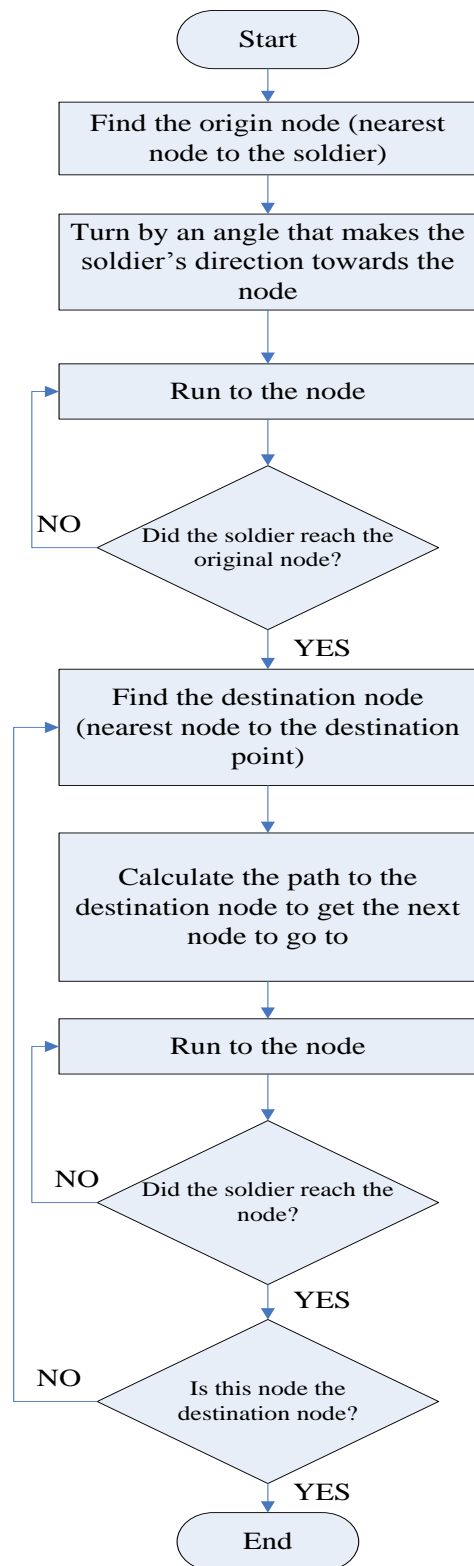 Start
Find the origin node (nearest
node to the soldier)
Turn by an angle that makes the
soldier’s direction towards the
node
Run to the node
Did the soldier reach the
original node?
NO
YES
Find the destination node
(nearest node to the destination
point)
Calculate the path to the
destination node to get the next
node to go to
Run to the node
Did the soldier reach the
node?
NO
YES
Is this node the
destination node?
NO
YES
End